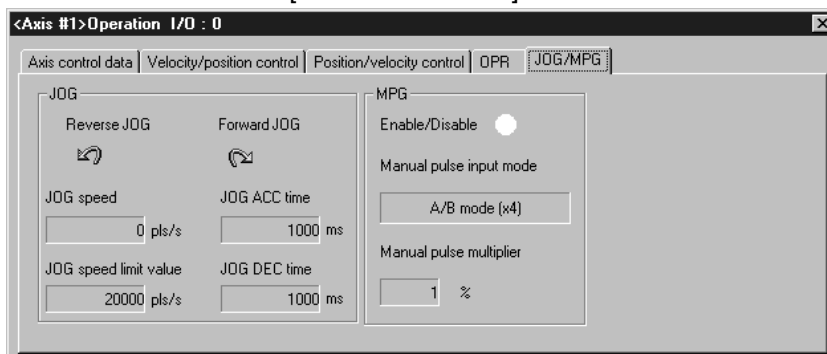 <Axis #1>Operation I/O : 0
Axis control data Velocity/position control Position/velocity control OPR JOG/MPG
JOG
Reverse JOG Forward JOG
JOG speed JOG ACC time
0 pls/s 1000 ms
JOG speed limit value JOG DEC time
20000 pls/s 1000 ms
MPG
Enable/Disable
Manual pulse input mode
A/B mode (x4)
Manual pulse multiplier
1 %